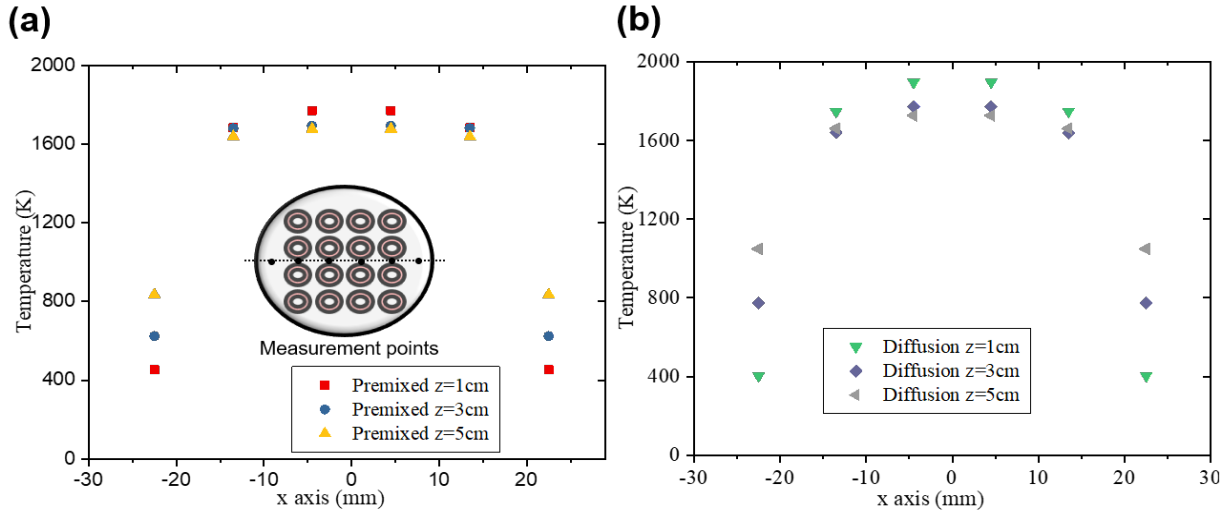 (a)
2000
1600
1200
800
400
0
Temperature (K)
-30
-20
-10
0
10
20
x axis (mm)
Measurement points
Premixed z=1cm
Premixed z=3cm
Premixed z=5cm
(b)
2000
1600
1200
800
400
0
Temperature (K)
-30
-20
-10
0
10
20
30
x axis (mm)
Diffusion z=1cm
Diffusion z=3cm
Diffusion z=5cm